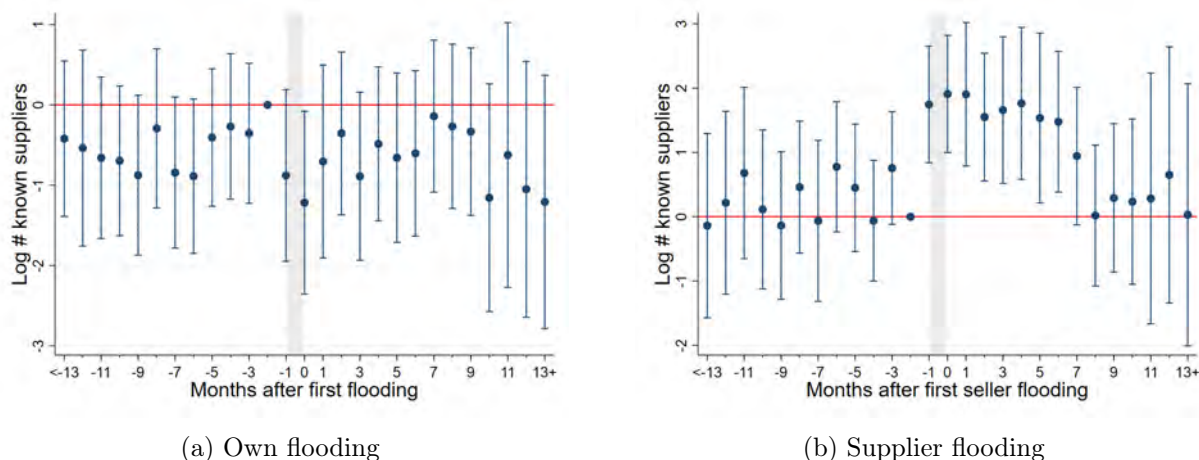 Log # known suppliers
1
0
-1
-2
-3
<-13 -11 -9 -7 -5 -3 -1 0 1 3 5 7 9 11 13+
Months after first flooding
(a) Own flooding
Log # known suppliers
3
2
1
0
-1
-2
<-13 -11 -9 -7 -5 -3 -1 0 1 3 5 7 9 11 13+
Months after first seller flooding
(b) Supplier flooding